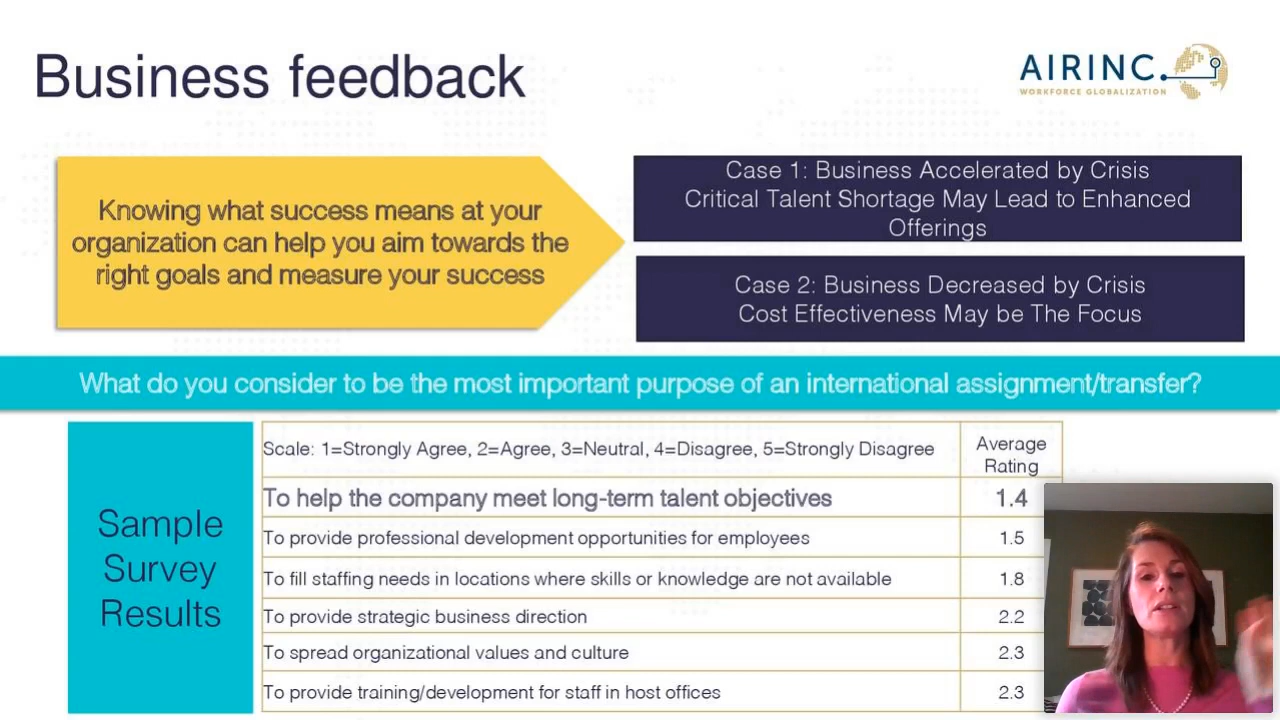 Business feedback
AIRINC.
WORKFORCE GLOBALIZATION
Knowing what success means at your
organization can help you aim towards the
right goals and measure your success
Case 1: Business Accelerated by Crisis
Critical Talent Shortage May Lead to Enhanced
Offerings
Case 2: Business Decreased by Crisis
Cost Effectiveness May be The Focus
What do you consider to be the most important purpose of an international assignment/transfer?
Sample
Survey
Results
Scale: 1=Strongly Agree, 2=Agree, 3=Neutral, 4=Disagree, 5=Strongly Disagree
Average
Rating
To help the company meet long-term talent objectives 1.4
To provide professional development opportunities for employees 1.5
To fill staffing needs in locations where skills or knowledge are not available 1.8
To provide strategic business direction 2.2
To spread organizational values and culture 2.3
To provide training/development for staff in host offices 2.3